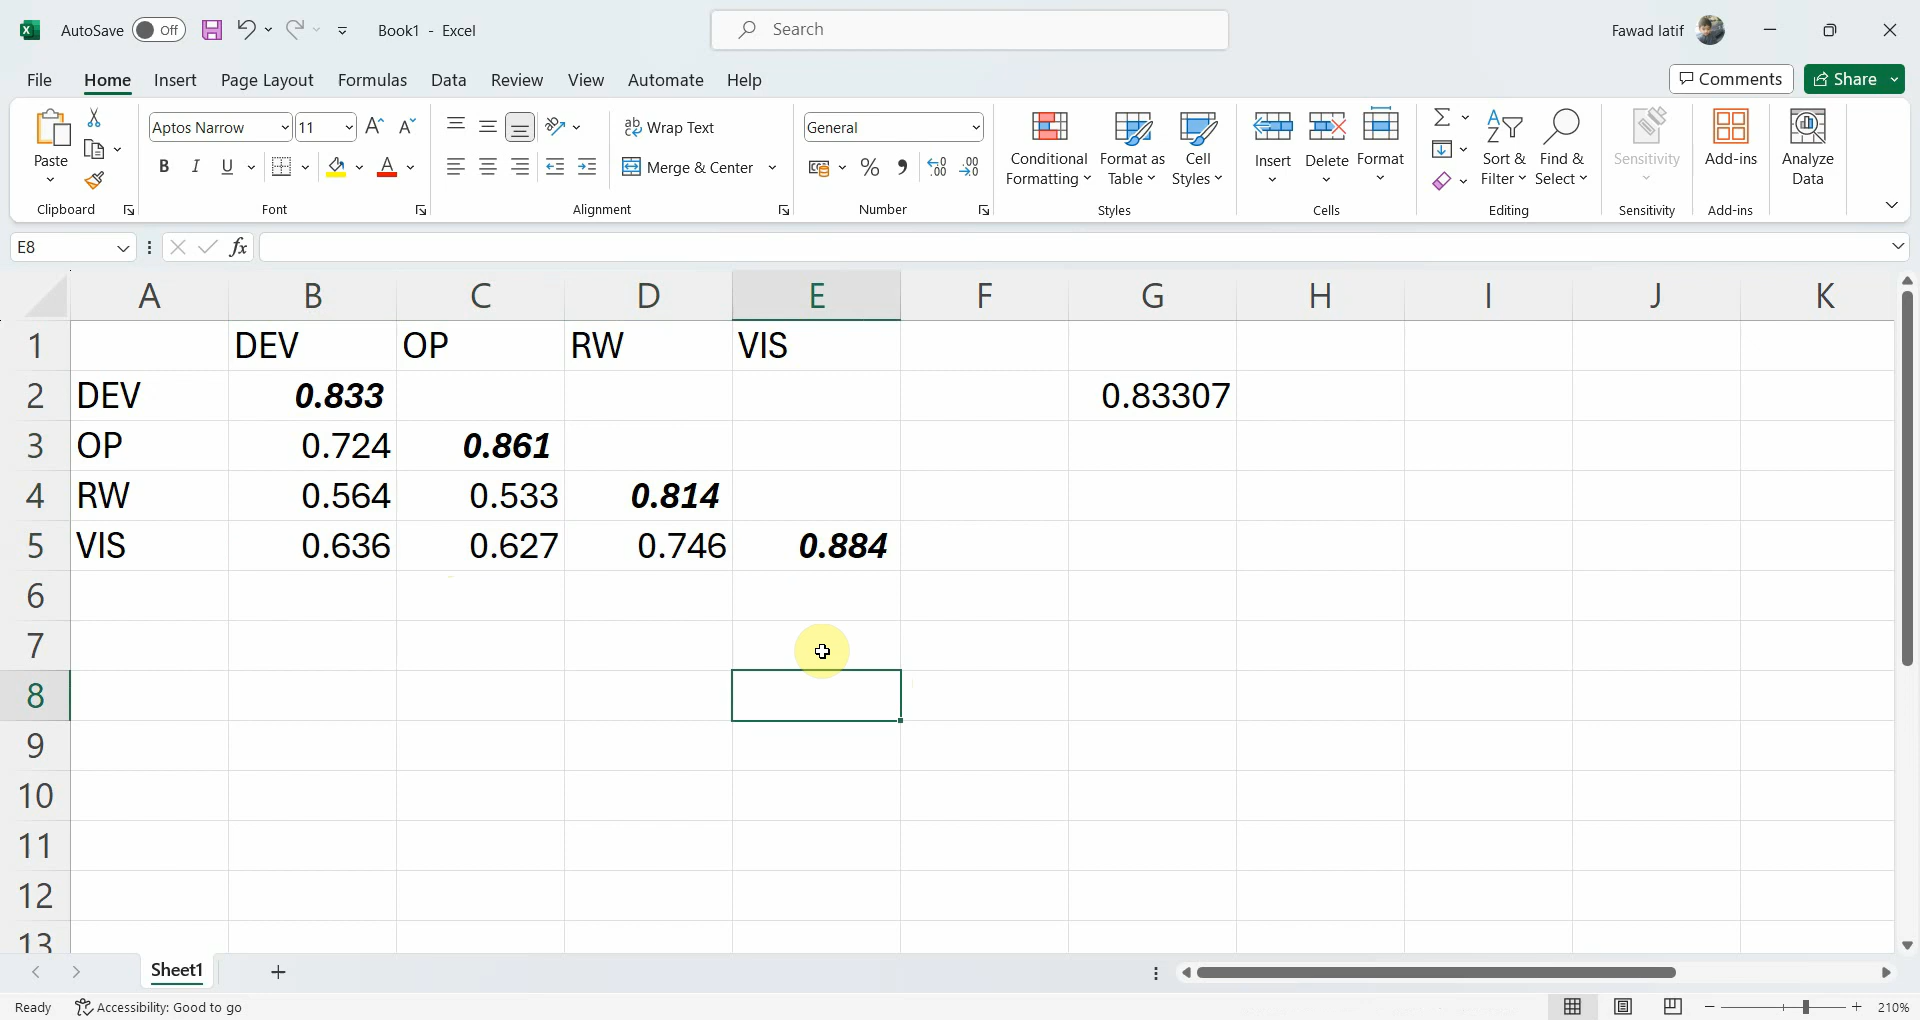 AutoSave Off Book1 - Excel Search Fawad latif
File Home Insert Page Layout Formulas Data Review View Automate Help Comments Share
Paste Aptos Narrow 11 Wrap Text General Conditional Formatting Format as Table Cell Styles Insert Delete Format Sort & Filter Find & Select Sensitivity Add-ins Analyze Data
B I U Merge & Center % 
Clipboard Font Alignment Number Styles Cells Editing Sensitivity Add-ins
E8 fx
A B C D E F G H I J K
1 DEV OP RW VIS
2 DEV 0.833 0.83307
3 OP 0.724 0.861
4 RW 0.564 0.533 0.814
5 VIS 0.636 0.627 0.746 0.884
6
7
8
9
10
11
12
13
Sheet1
Ready Accessibility: Good to go 210%